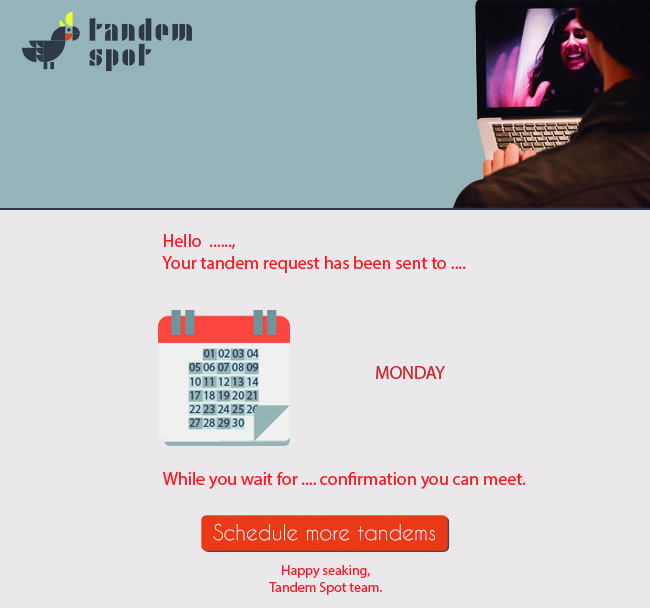 tandem
spot
Hello ......,
Your tandem request has been sent to ....
01 02 03 04
05 06 07 08 09
10 11 12 13 14
17 18 19 20 21
22 23 24 25 26
27 28 29 30
MONDAY
While you wait for .... confirmation you can meet.
Schedule more tandems
Happy seaking,
Tandem Spot team.